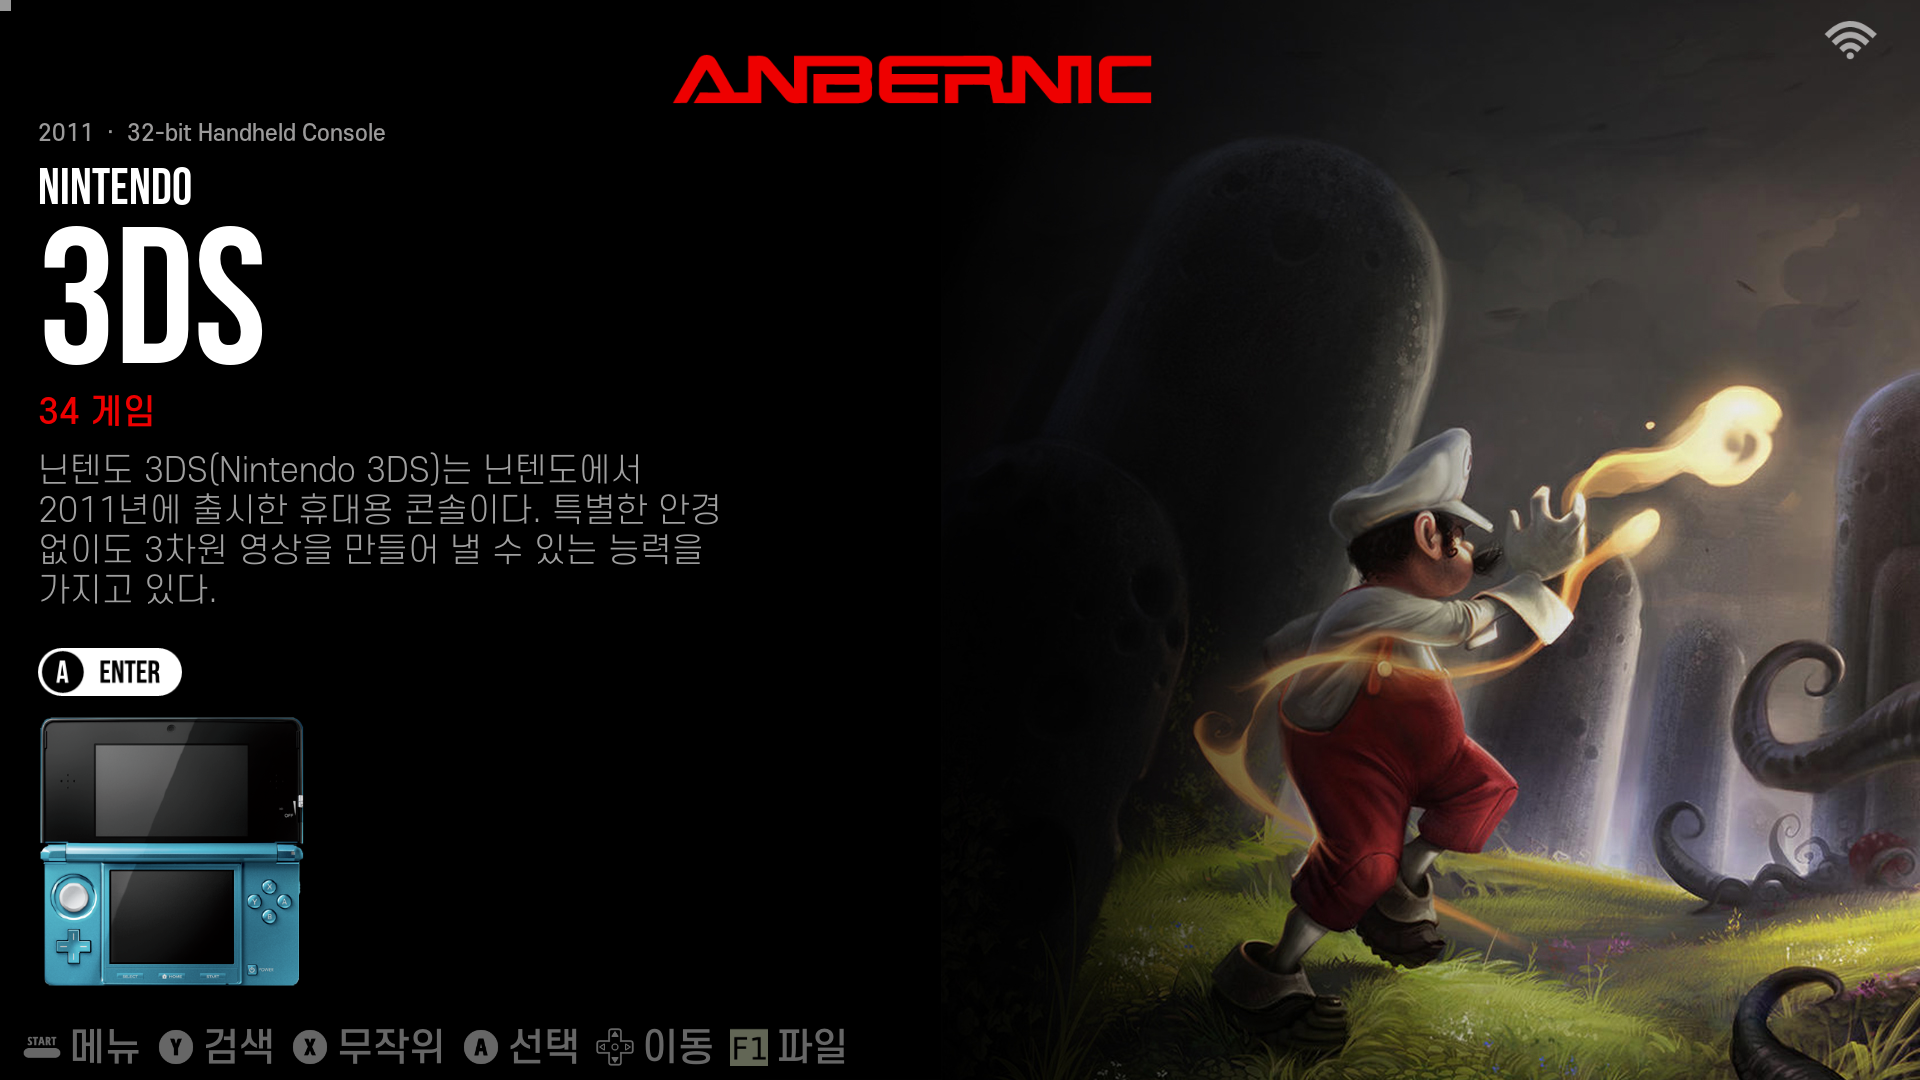 ANBERNIC
2011 · 32-bit Handheld Console
NINTENDO
3DS
34 게임
닌텐도 3DS(Nintendo 3DS)는 닌텐도에서
2011년에 출시한 휴대용 콘솔이다. 특별한 안경
없이도 3차원 영상을 만들어 낼 수 있는 능력을
가지고 있다.
A ENTER
START 메뉴 Y 검색 X 무작위 A 선택 이동 F1 파일